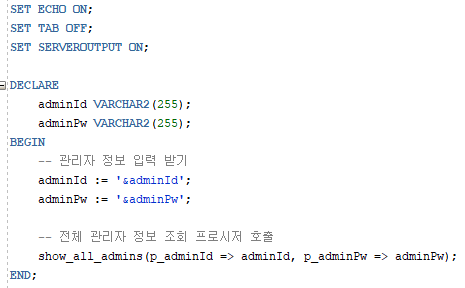 SET ECHO ON;
SET TAB OFF;
SET SERVEROUTPUT ON;

DECLARE
    adminId VARCHAR2(255);
    adminPw VARCHAR2(255);
BEGIN
    -- 관리자 정보 입력 받기
    adminId := '&adminId';
    adminPw := '&adminPw';

    -- 전체 관리자 정보 조회 프로시저 호출
    show_all_admins(p_adminId => adminId, p_adminPw => adminPw);
END;